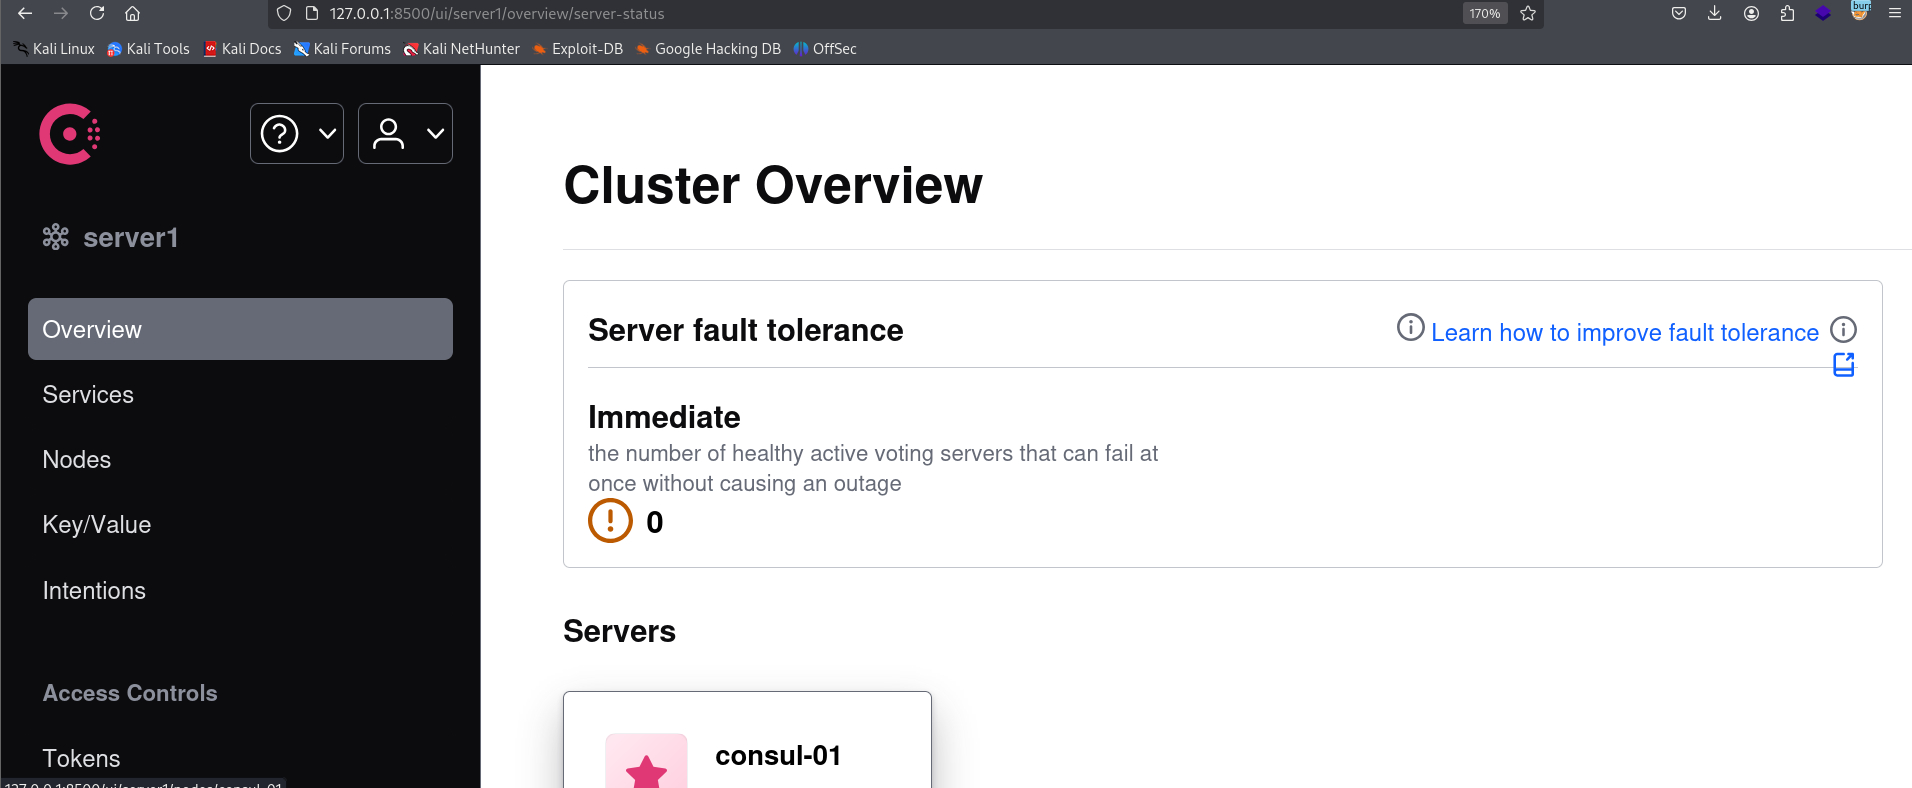 127.0.0.1:8500/ui/server1/overview/server-status
170%
Kali Linux Kali Tools Kali Docs Kali Forums Kali NetHunter Exploit-DB Google Hacking DB OffSec
server1
Overview
Services
Nodes
Key/Value
Intentions
Access Controls
Tokens
127.0.0.1:8500/ui/server1/nodes/consul-01
Cluster Overview
Server fault tolerance
Learn how to improve fault tolerance
Immediate
the number of healthy active voting servers that can fail at
once without causing an outage
0
Servers
consul-01